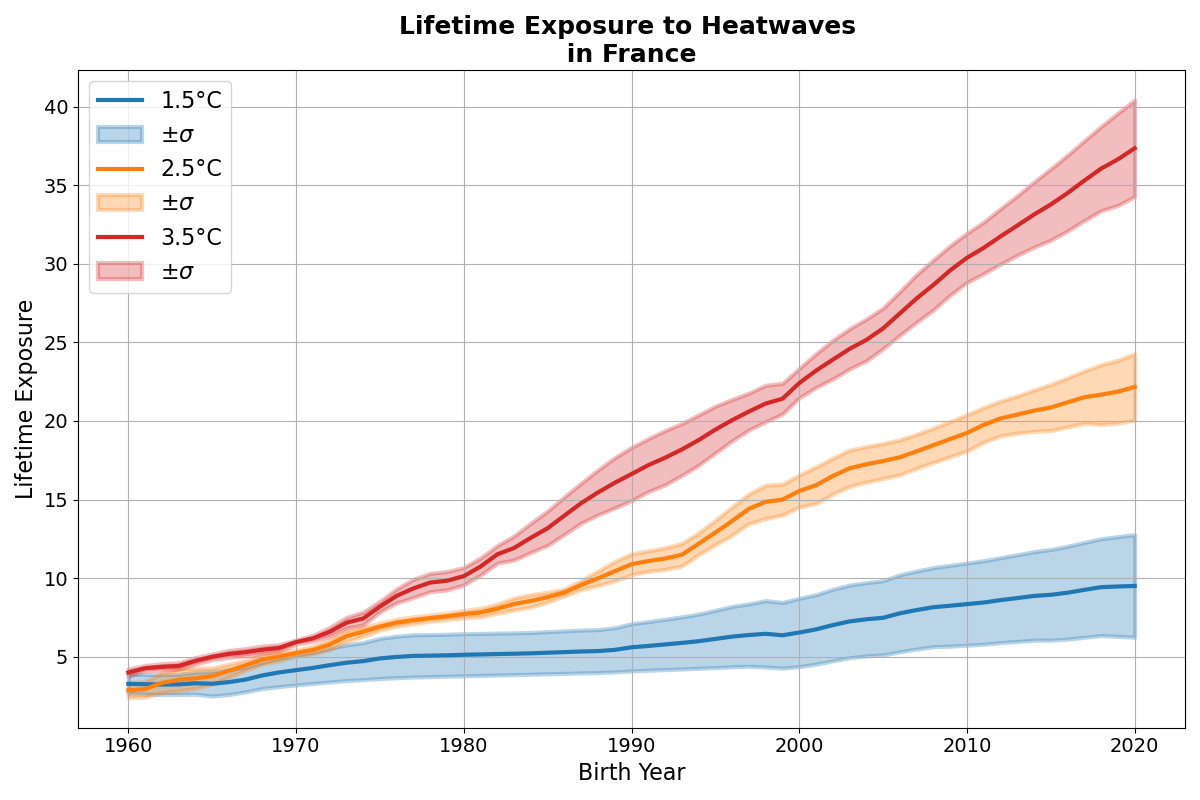 Lifetime Exposure to Heatwaves
in France
1.5°C
±σ
2.5°C
±σ
3.5°C
±σ
Lifetime Exposure
40
35
30
25
20
15
10
5
1960 1970 1980 1990 2000 2010 2020
Birth Year